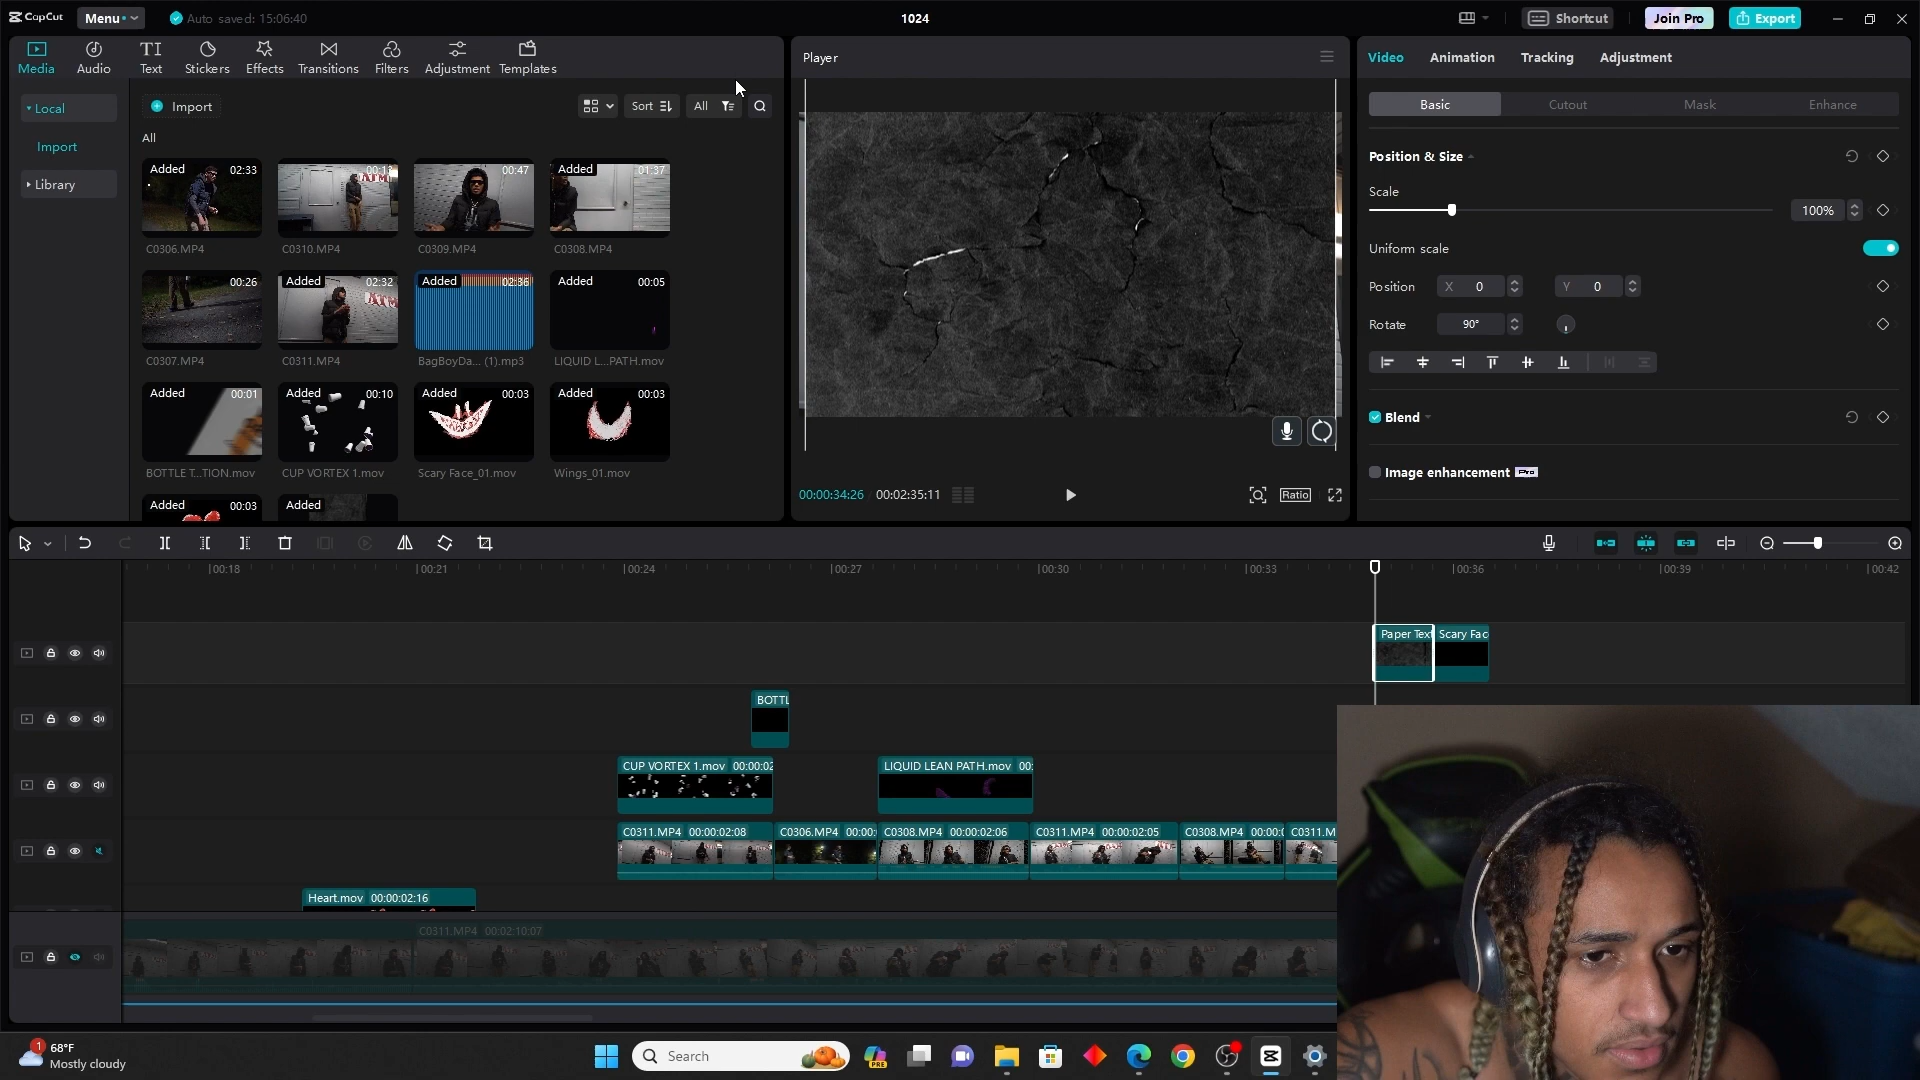 CapCut Menu Auto saved: 15:06:40 1024 Shortcut Join Pro Export
Media Audio Text Stickers Effects Transitions Filters Adjustment Templates
Local
Import
Library
Import Sort All
All
Added 02:33
C0306.MP4
C0310.MP4
00:47
C0309.MP4
Added 01:37
C0308.MP4
00:26
C0307.MP4
Added 02:32
C0311.MP4
Added 02:36
BagBoyDa... (1).mp3
Added 00:05
LIQUID L...PATH.mov
Added 00:01
BOTTLE T...TION.mov
Added 00:10
CUP VORTEX 1.mov
Added 00:03
Scary Face_01.mov
Added 00:03
Wings_01.mov
Added 00:03
Added
Player
00:00:34:26 00:02:35:11 Ratio
Video Animation Tracking Adjustment
Basic Cutout Mask Enhance
Position & Size
Scale
100%
Uniform scale
Position X 0 Y 0
Rotate 90°
Blend
Image enhancement Pro
00:18 00:21 00:24 00:27 00:30 00:33 00:36 00:39 00:42
Paper Text Scary Fac
BOTTL
CUP VORTEX 1.mov 00:00:02 LIQUID LEAN PATH.mov 00:
C0311.MP4 00:00:02:08 C0306.MP4 00:00: C0308.MP4 00:00:02:06 C0311.MP4 00:00:02:05 C0308.MP4 00:00:0 C0311.M
Heart.mov 00:00:02:16
C0311.MP4 00:02:10:07
1
68°F
Mostly cloudy
Search
PRE